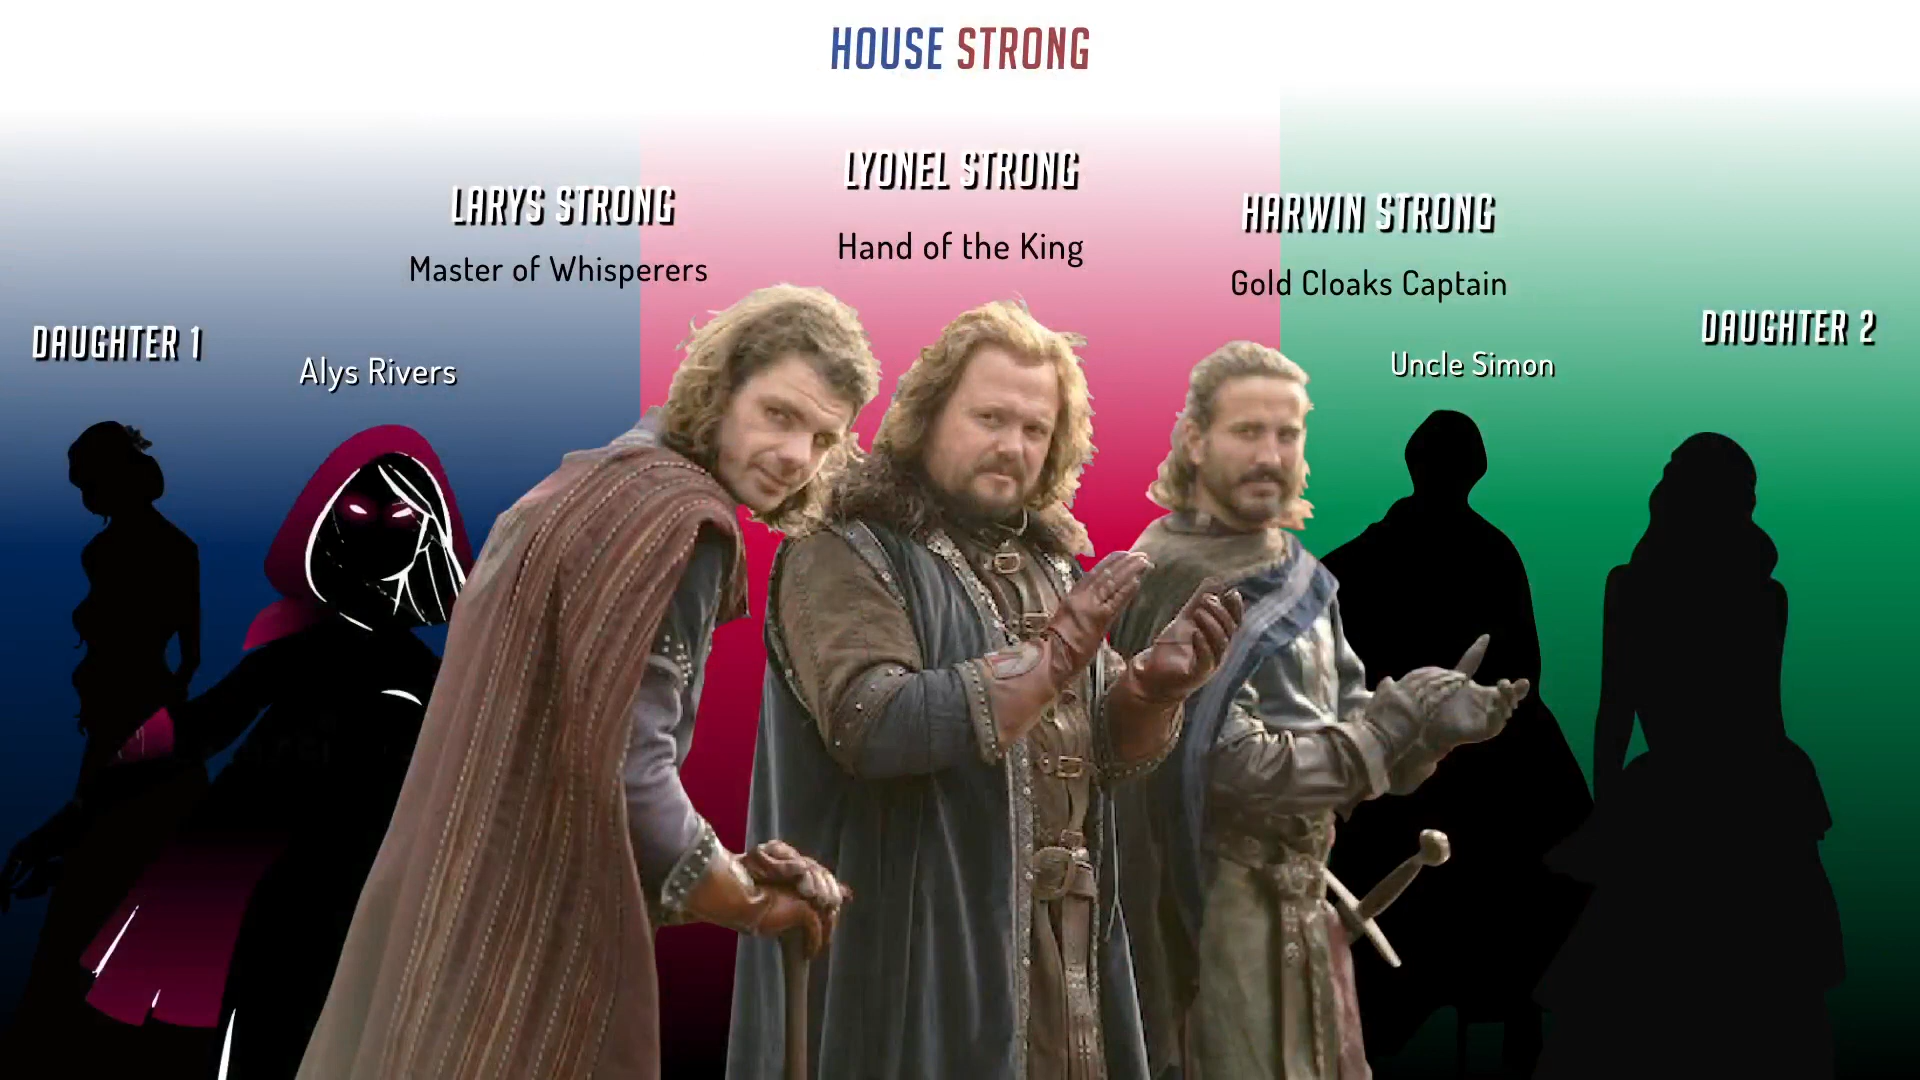 HOUSE STRONG
LYONEL STRONG
Hand of the King
LARYS STRONG
Master of Whisperers
HARWIN STRONG
Gold Cloaks Captain
DAUGHTER 1
Alys Rivers
Uncle Simon
DAUGHTER 2